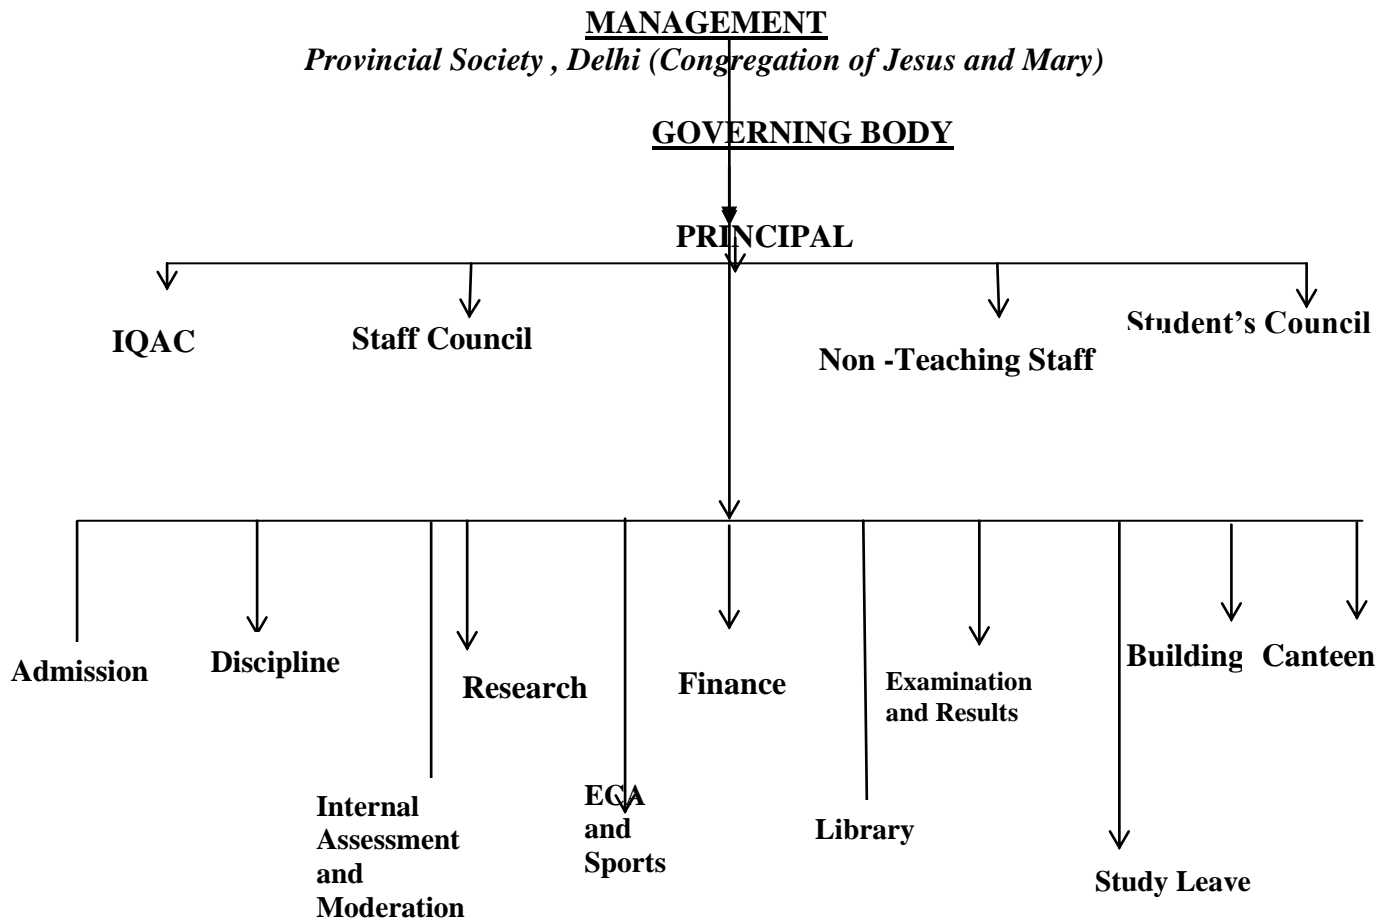 MANAGEMENT
Provincial Society , Delhi (Congregation of Jesus and Mary)
GOVERNING BODY
PRINCIPAL
IQAC
Staff Council
Non -Teaching Staff
Student’s Council
Admission
Discipline
Internal
Assessment
and
Moderation
Research
ECA
and
Sports
Finance
Library
Examination
and Results
Study Leave
Building
Canteen